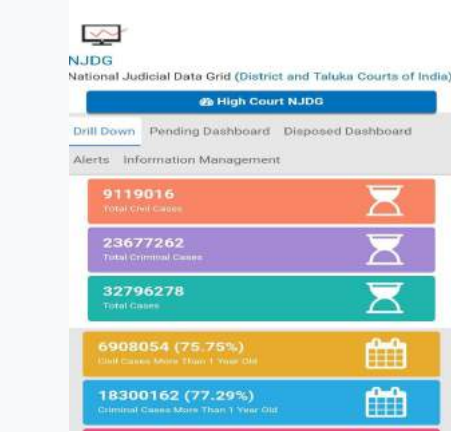 NJDG
National Judicial Data Grid (District and Taluka Courts of India)
High Court NJDG
Drill Down Pending Dashboard Disposed Dashboard
Alerts Information Management
9119016
Total Civil Cases
23677262
Total Criminal Cases
32796278
Total Cases
6908054 (75.75%)
Civil Cases More Than 1 Year Old
18300162 (77.29%)
Criminal Cases More Than 1 Year Old